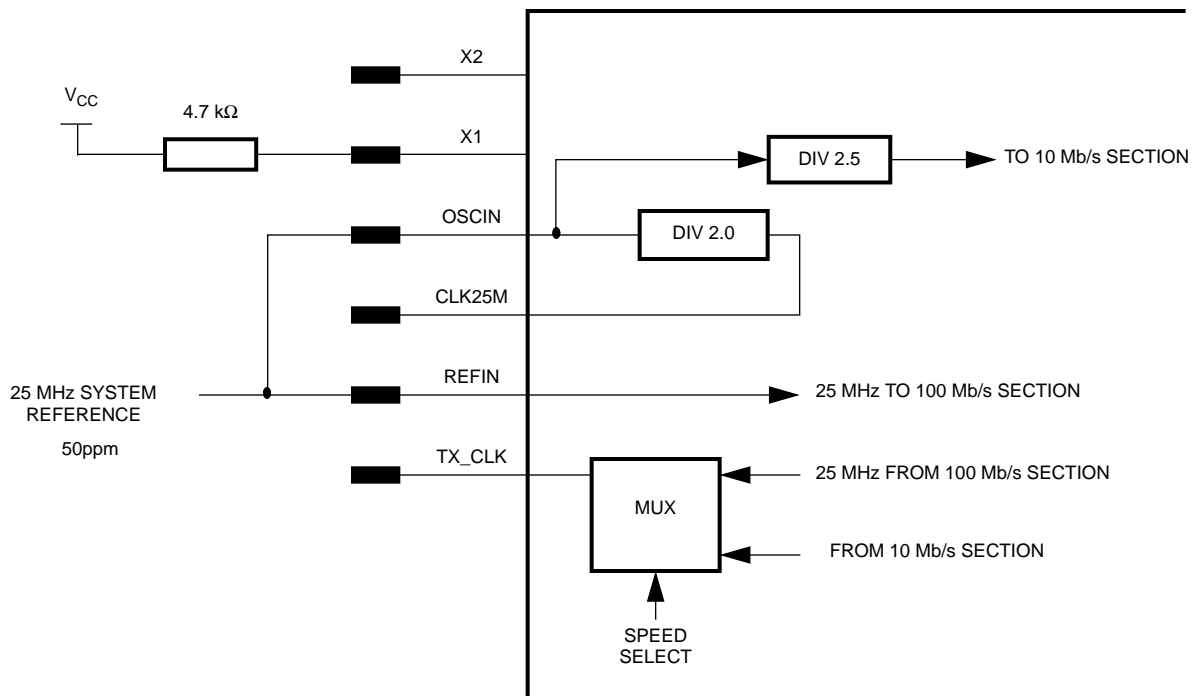 X2
VCC
4.7 kΩ
X1
DIV 2.5
TO 10 Mb/s SECTION
OSCIN
DIV 2.0
CLK25M
25 MHz SYSTEM
REFERENCE
50ppm
REFIN
25 MHz TO 100 Mb/s SECTION
TX_CLK
MUX
25 MHz FROM 100 Mb/s SECTION
FROM 10 Mb/s SECTION
SPEED
SELECT